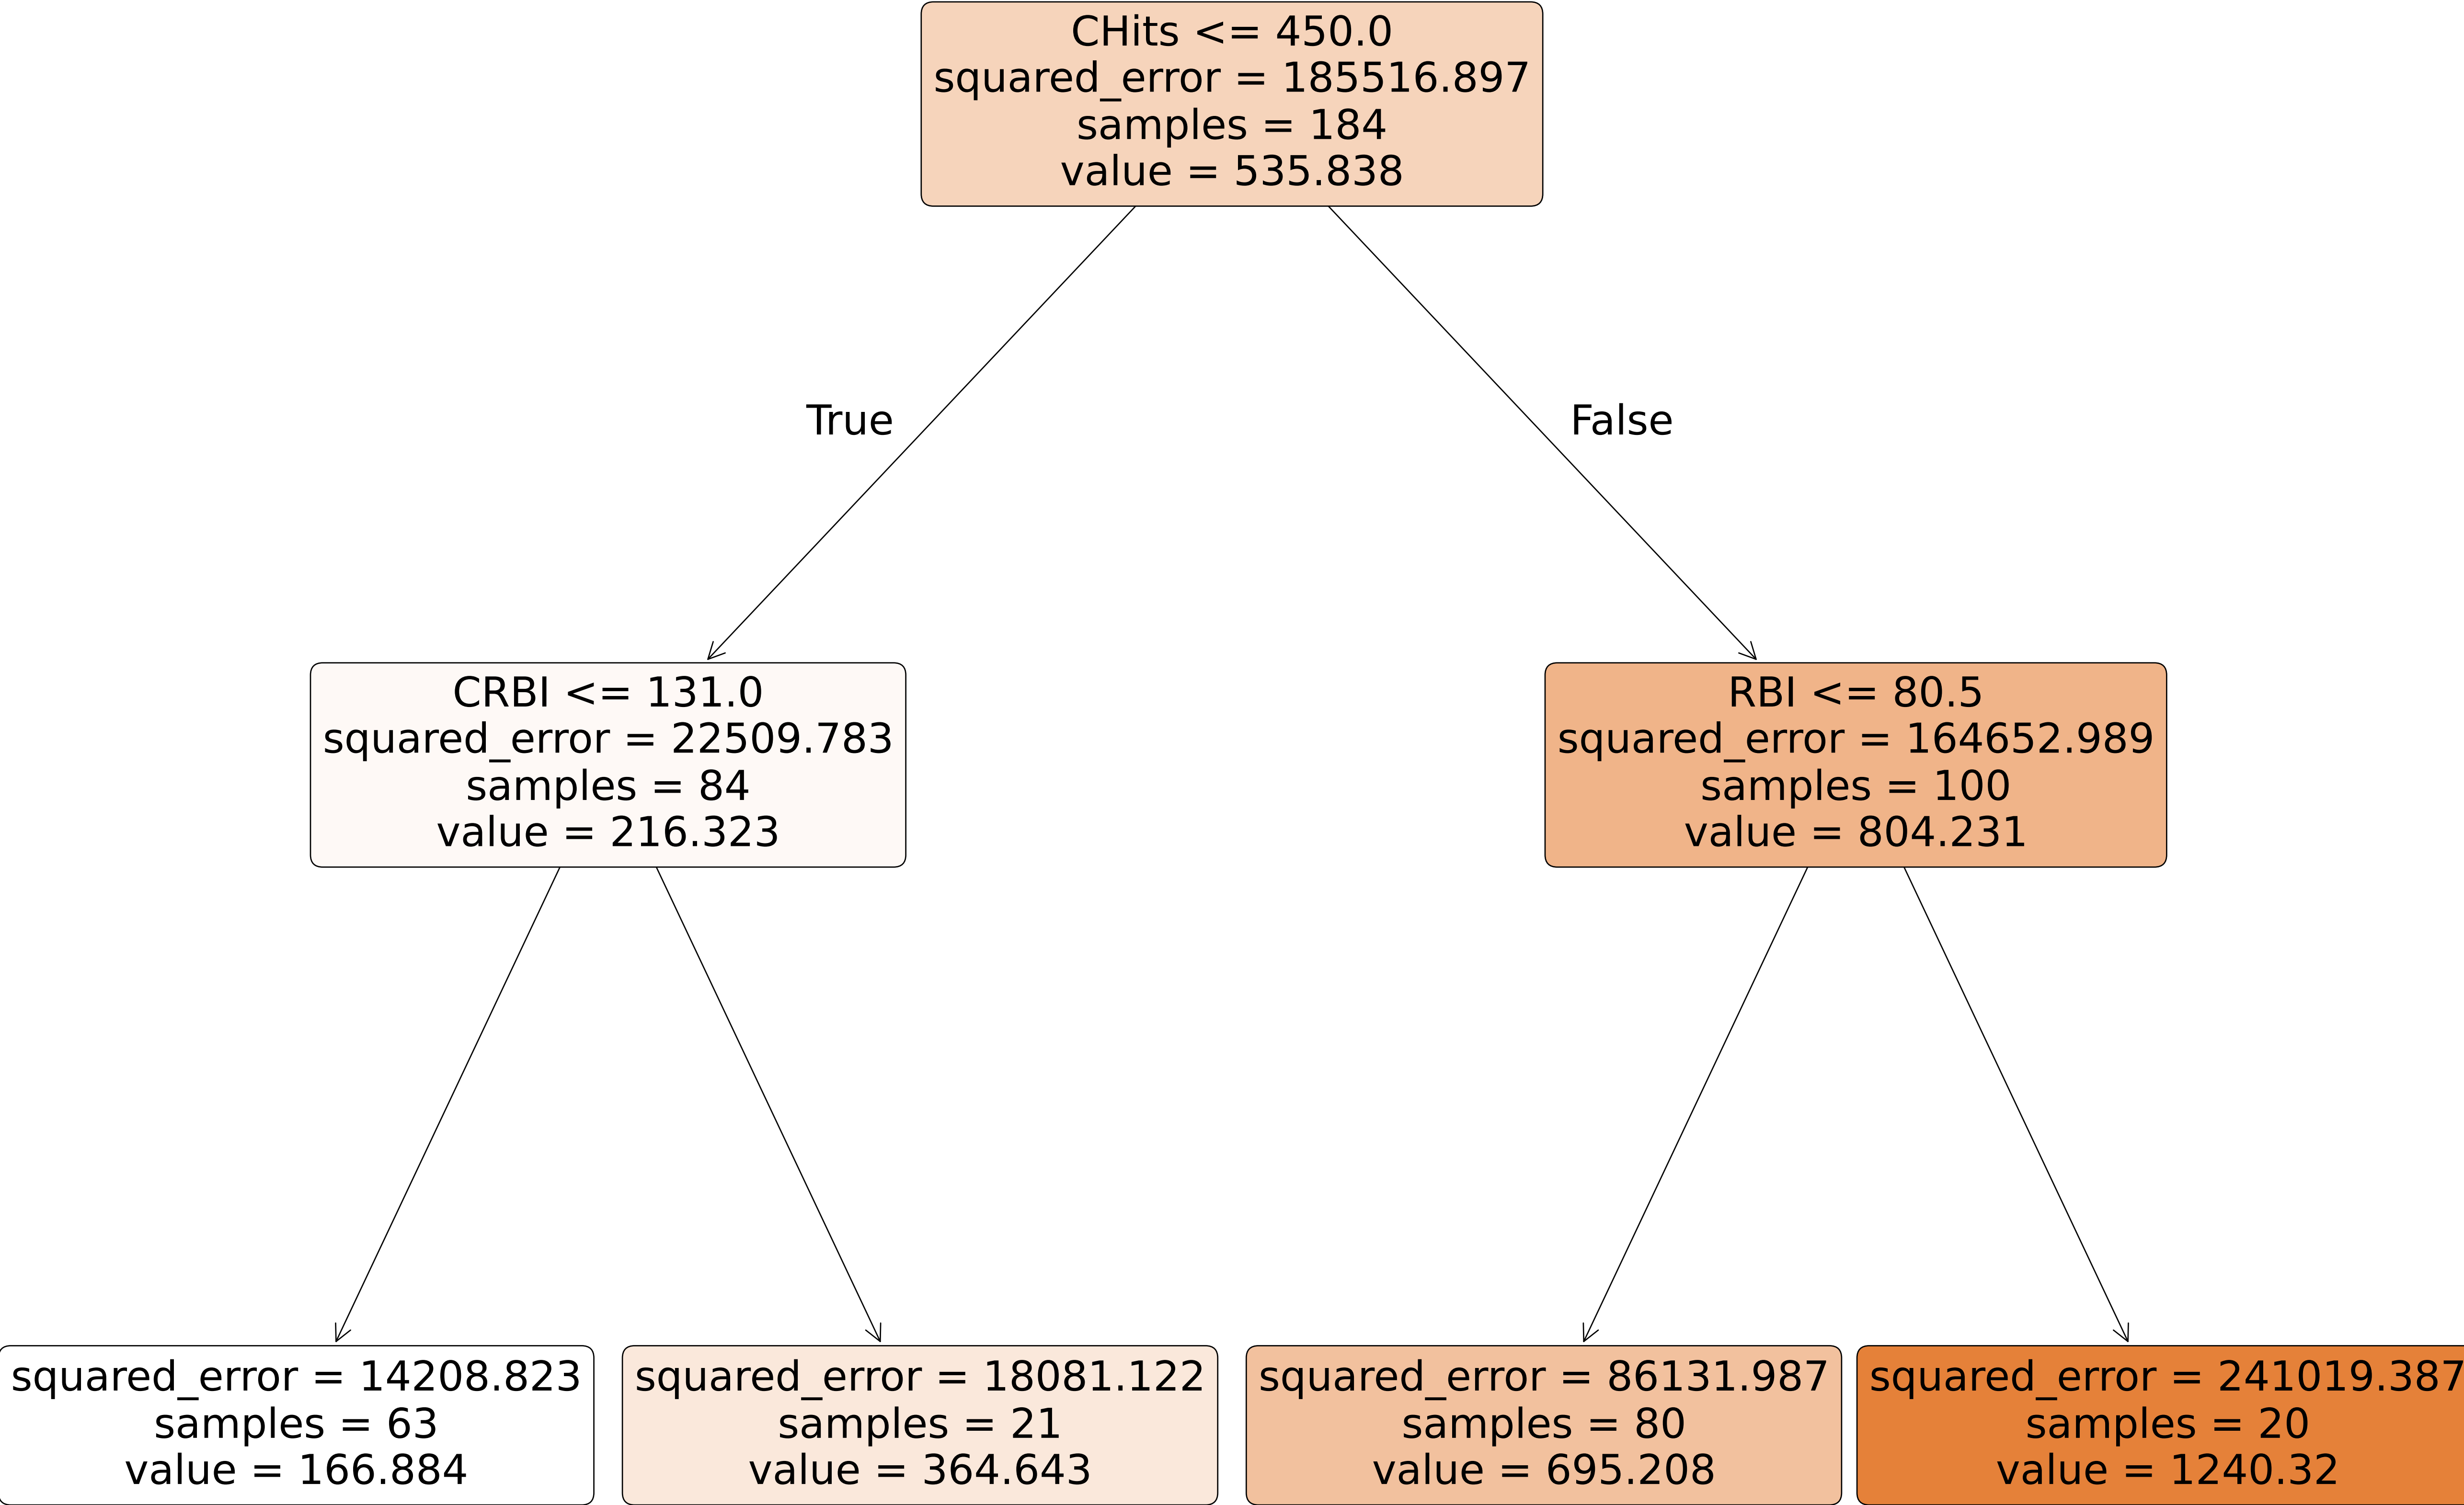 CHits <= 450.0
squared_error = 185516.897
samples = 184
value = 535.838
True
False
CRBI <= 131.0
squared_error = 22509.783
samples = 84
value = 216.323
RBI <= 80.5
squared_error = 164652.989
samples = 100
value = 804.231
squared_error = 14208.823
samples = 63
value = 166.884
squared_error = 18081.122
samples = 21
value = 364.643
squared_error = 86131.987
samples = 80
value = 695.208
squared_error = 241019.387
samples = 20
value = 1240.32